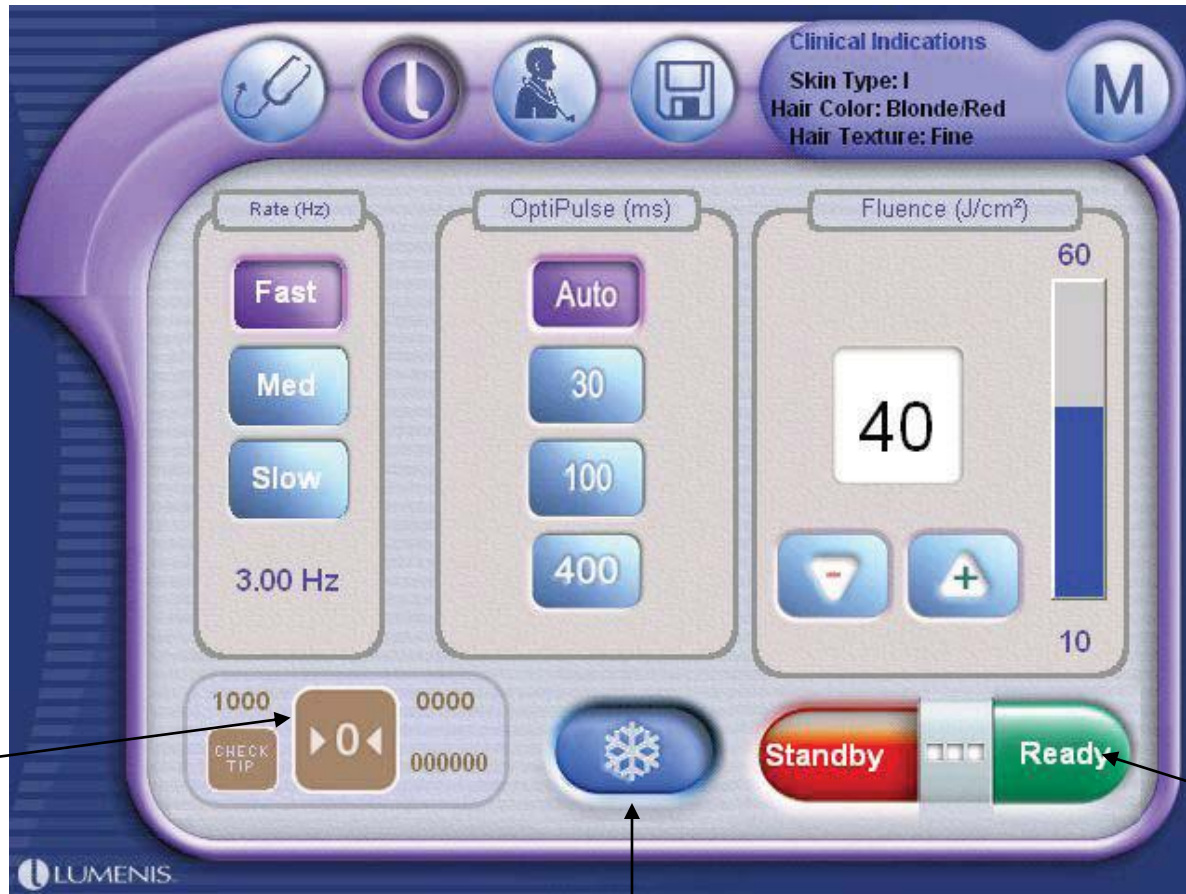 Clinical Indications
Skin Type: I
Hair Color: Blonde/Red
Hair Texture: Fine
M
Rate (Hz)
Fast
Med
Slow
3.00 Hz
OptiPulse (ms)
Auto
30
100
400
Fluence (J/cm²)
60
40
- +
10
1000
CHECK
TIP
0
0000
000000
Standby
Ready
LUMENIS